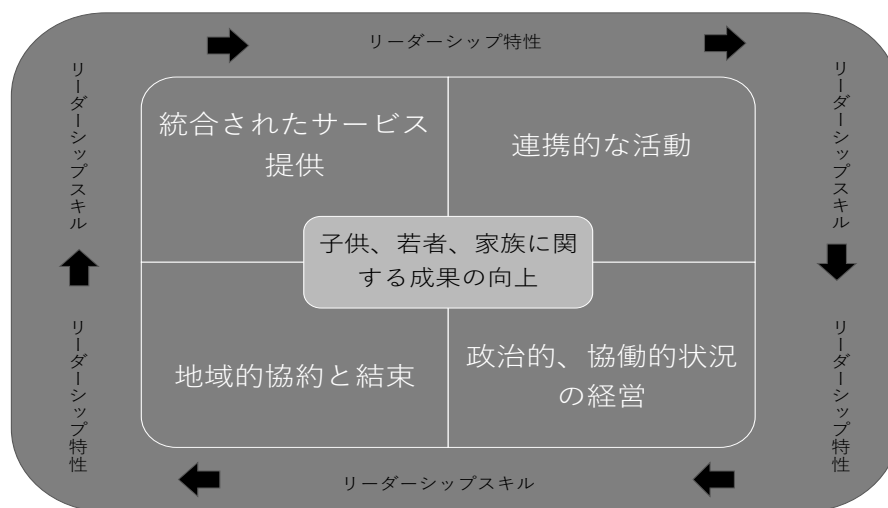 リーダーシップ特性
リーダーシップスキル
リーダーシップスキル
統合されたサービス
提供
連携的な活動
子供、若者、家族に関
する成果の向上
地域的協約と結束
政治的、協働的状況
の経営
リーダーシップ特性
リーダーシップ特性
リーダーシップスキル